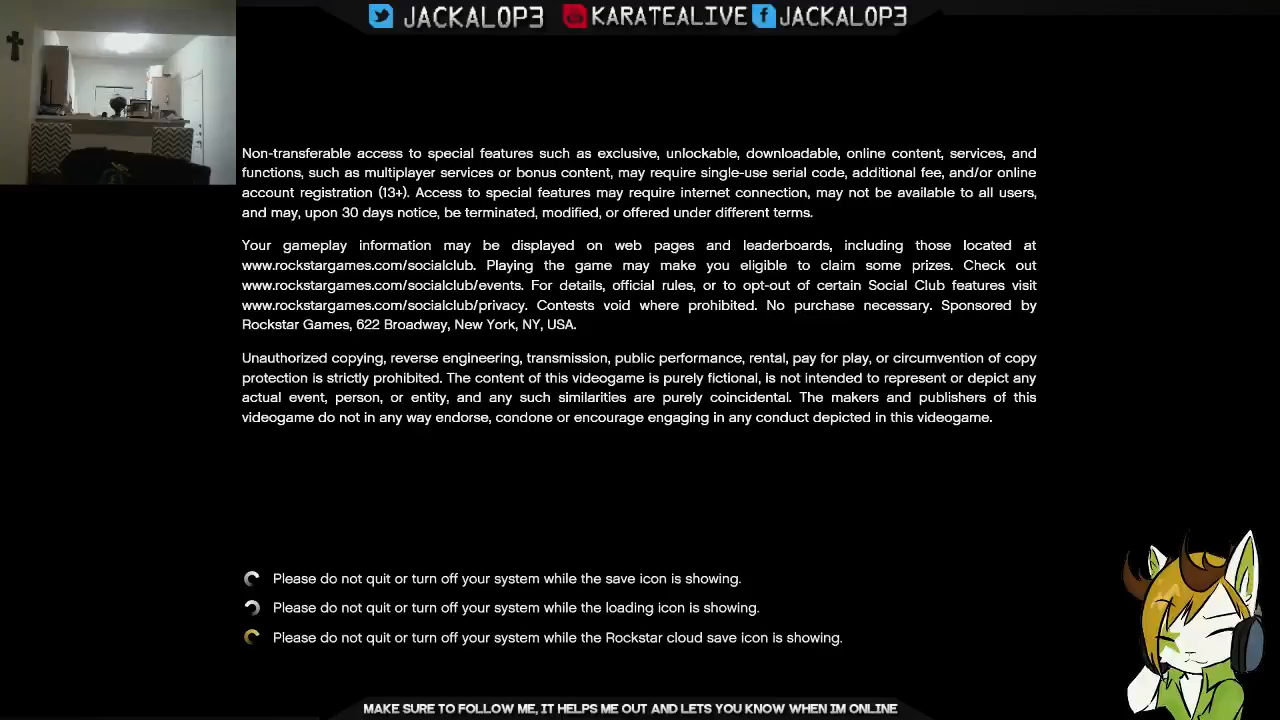 JACKALOP3 KARATEALIVE JACKALOP3
Non-transferable access to special features such as exclusive, unlockable, downloadable, online content, services, and
functions, such as multiplayer services or bonus content, may require single-use serial code, additional fee, and/or online
account registration (13+). Access to special features may require internet connection, may not be available to all users,
and may, upon 30 days notice, be terminated, modified, or offered under different terms.
Your gameplay information may be displayed on web pages and leaderboards, including those located at
www.rockstargames.com/socialclub. Playing the game may make you eligible to claim some prizes. Check out
www.rockstargames.com/socialclub/events. For details, official rules, or to opt-out of certain Social Club features visit
www.rockstargames.com/socialclub/privacy. Contests void where prohibited. No purchase necessary. Sponsored by
Rockstar Games, 622 Broadway, New York, NY, USA.
Unauthorized copying, reverse engineering, transmission, public performance, rental, pay for play, or circumvention of copy
protection is strictly prohibited. The content of this videogame is purely fictional, is not intended to represent or depict any
actual event, person, or entity, and any such similarities are purely coincidental. The makers and publishers of this
videogame do not in any way endorse, condone or encourage engaging in any conduct depicted in this videogame.
Please do not quit or turn off your system while the save icon is showing.
Please do not quit or turn off your system while the loading icon is showing.
Please do not quit or turn off your system while the Rockstar cloud save icon is showing.
MAKE SURE TO FOLLOW ME, IT HELPS ME OUT AND LETS YOU KNOW WHEN IM ONLINE